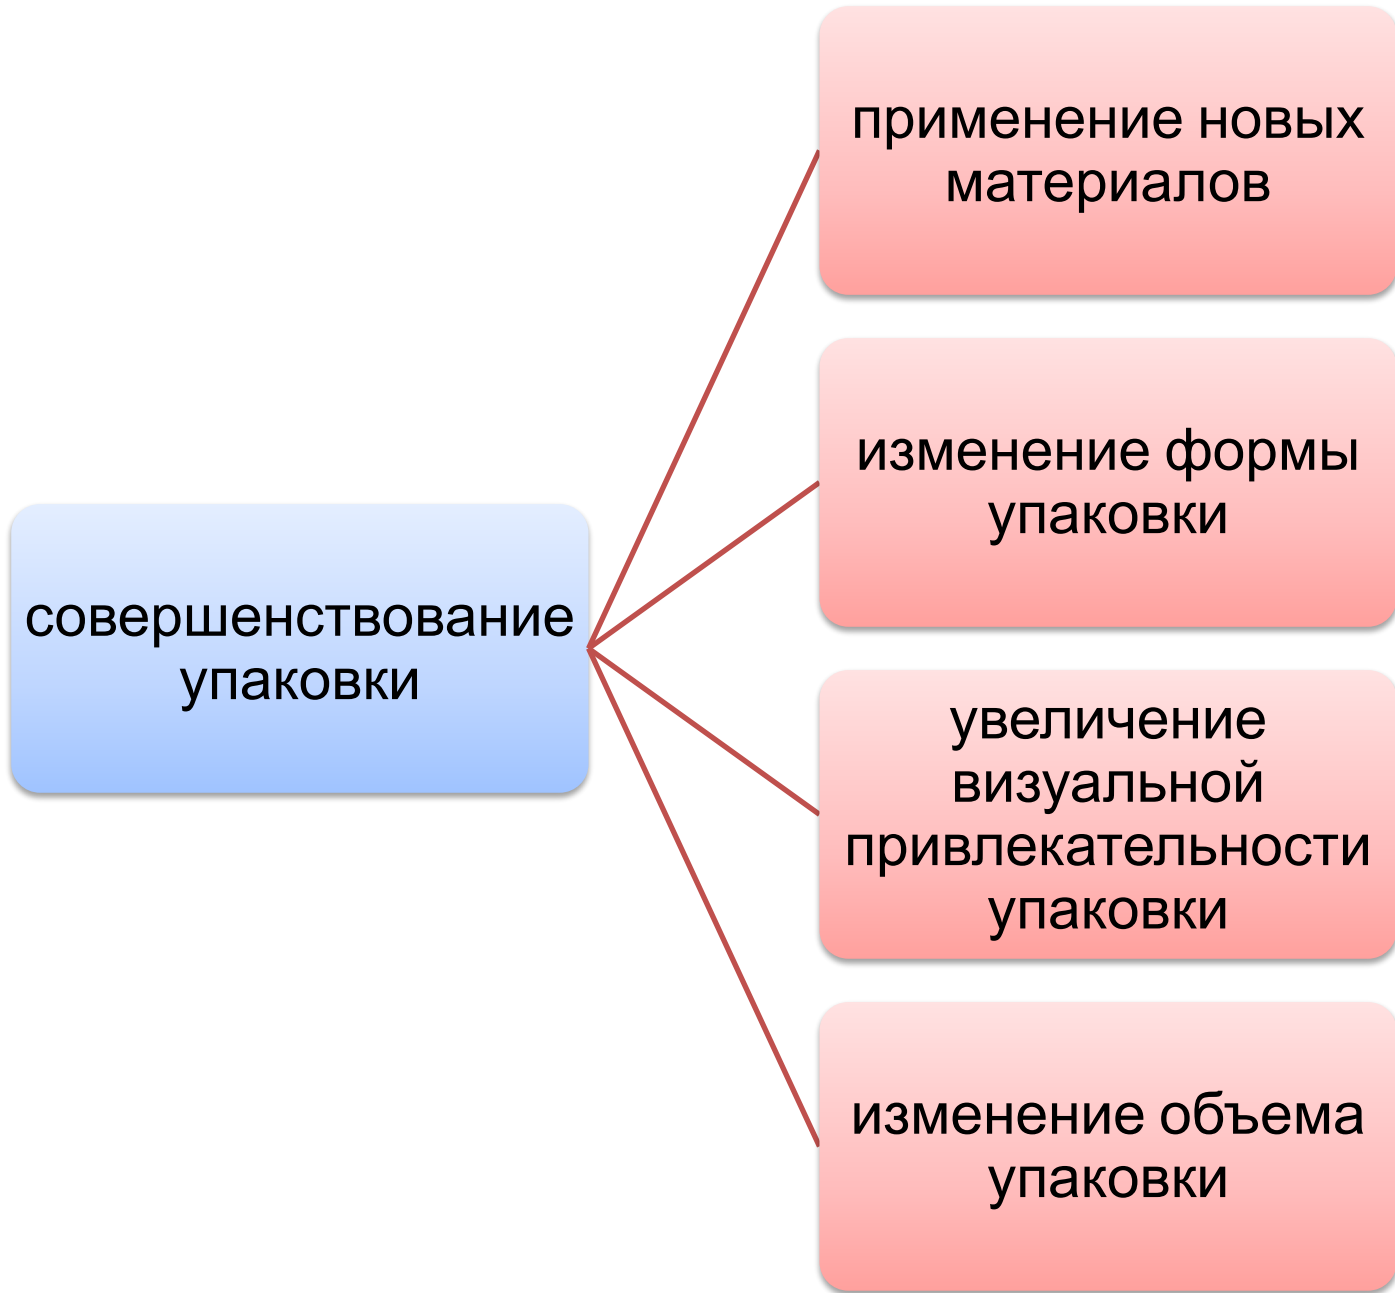 применение новых
материалов
изменение формы
упаковки
совершенствование
упаковки
увеличение
визуальной
привлекательности
упаковки
изменение объема
упаковки